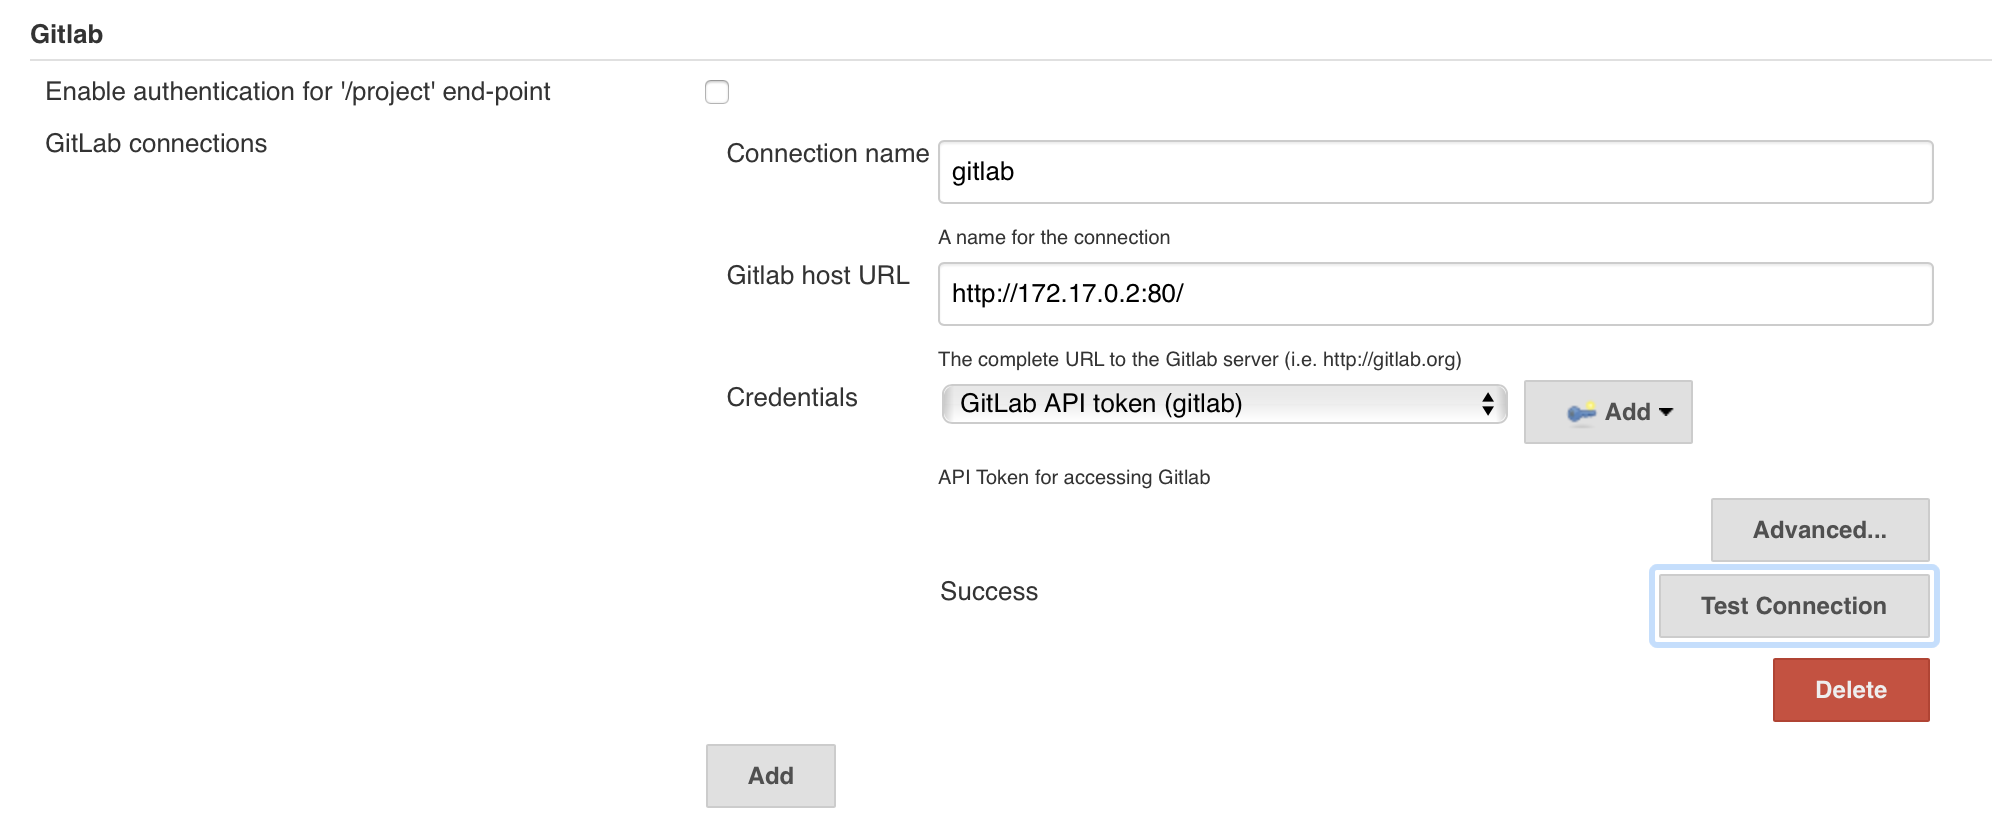 Gitlab
Enable authentication for '/project' end-point
GitLab connections
Connection name
gitlab
A name for the connection
Gitlab host URL
http://172.17.0.2:80/
The complete URL to the Gitlab server (i.e. http://gitlab.org)
Credentials
GitLab API token (gitlab)
Add
API Token for accessing Gitlab
Advanced...
Success
Test Connection
Delete
Add